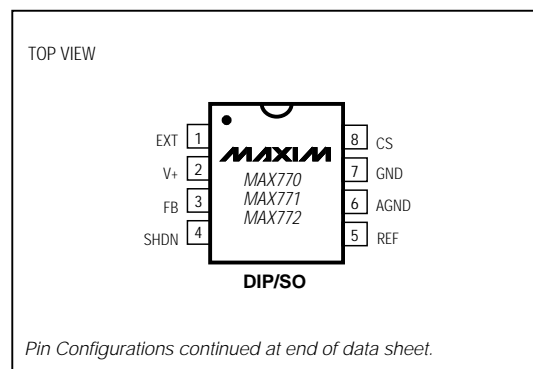 TOP VIEW
EXT 1
V+ 2
FB 3
SHDN 4
MAXIM
MAX770
MAX771
MAX772
8 CS
7 GND
6 AGND
5 REF
DIP/SO
Pin Configurations continued at end of data sheet.